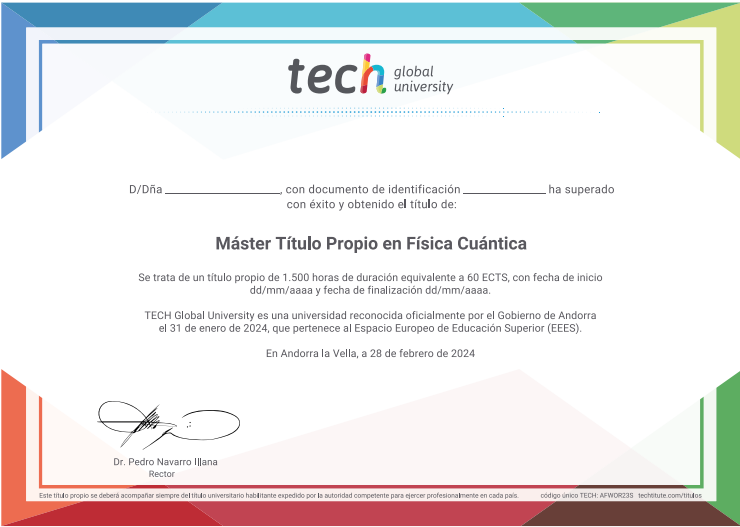 tech global university
D/Dña ____________________, con documento de identificación ______________ ha superado
con éxito y obtenido el título de:
Máster Título Propio en Física Cuántica
Se trata de un título propio de 1.500 horas de duración equivalente a 60 ECTS, con fecha de inicio
dd/mm/aaaa y fecha de finalización dd/mm/aaaa.
TECH Global University es una universidad reconocida oficialmente por el Gobierno de Andorra
el 31 de enero de 2024, que pertenece al Espacio Europeo de Educación Superior (EEES).
En Andorra la Vella, a 28 de febrero de 2024
Dr. Pedro Navarro Illana
Rector
Este título propio se deberá acompañar siempre del título universitario habilitante expedido por la autoridad competente para ejercer profesionalmente en cada país. código único TECH: AFWOR23S techtitute.com/titulos